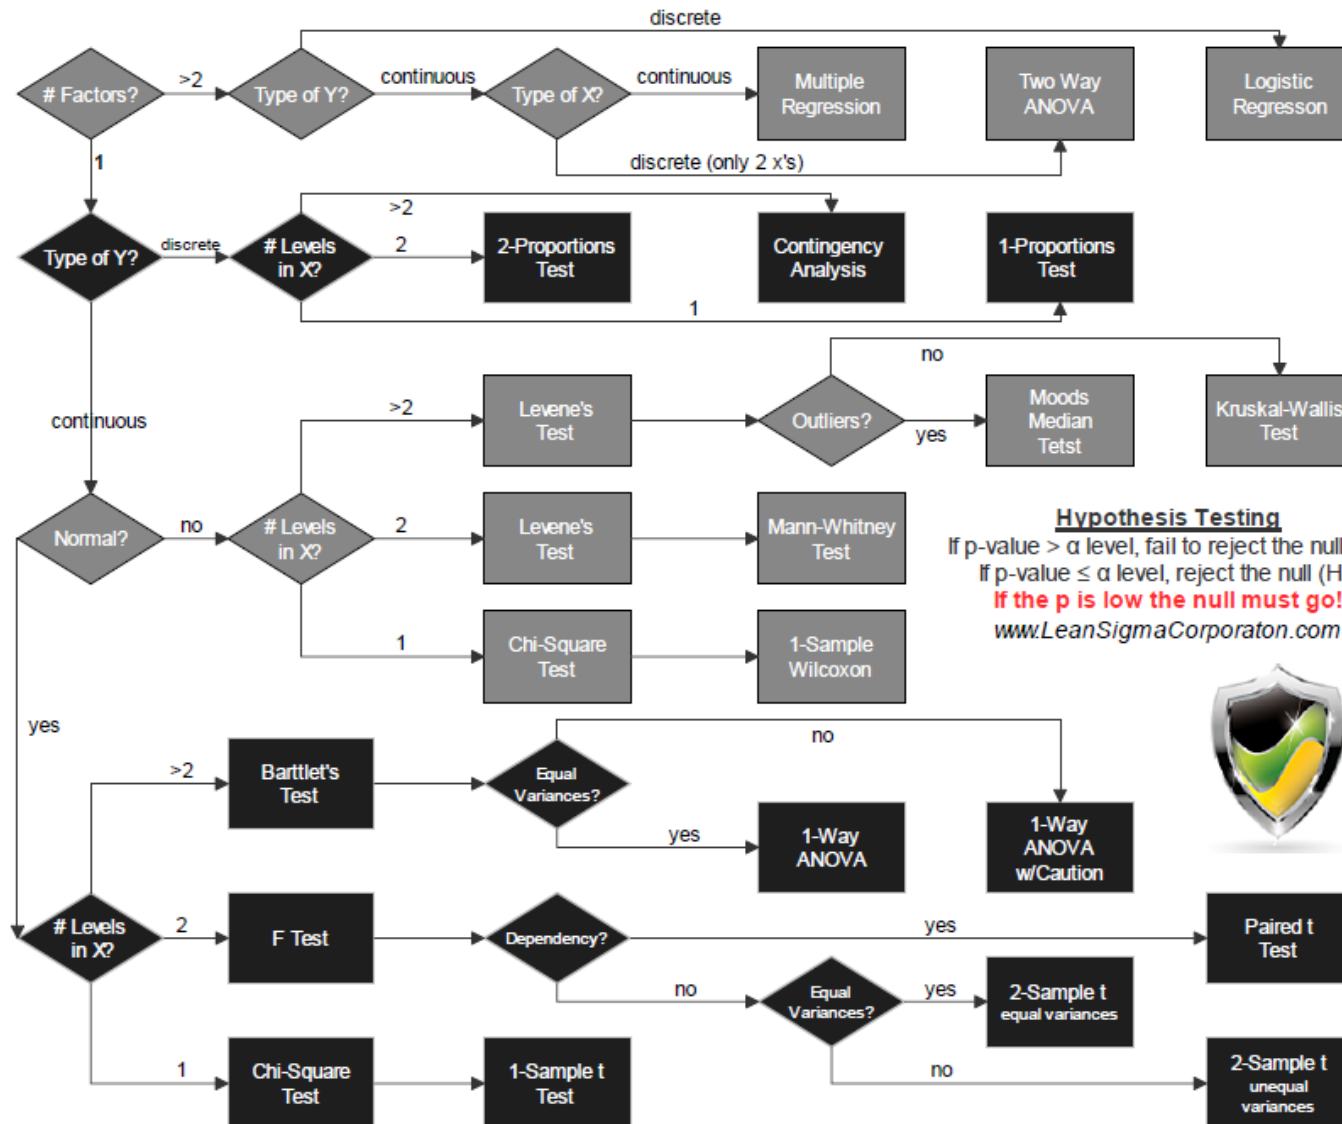 discrete
# Factors?
>2
Type of Y?
continuous
Type of X?
continuous
Multiple
Regression
Two Way
ANOVA
Logistic
Regresson
1
discrete (only 2 x's)
>2
Type of Y?
discrete
# Levels
in X?
2
2-Proportions
Test
Contingency
Analysis
1-Proportions
Test
1
no
continuous
>2
Levene's
Test
Outliers?
yes
Moods
Median
Tetst
Kruskal-Wallis
Test
Normal?
no
# Levels
in X?
2
Levene's
Test
Mann-Whitney
Test
Hypothesis Testing
If p-value > α level, fail to reject the null
If p-value ≤ α level, reject the null (H
If the p is low the null must go!
www.LeanSigmaCorporaton.com
1
Chi-Square
Test
1-Sample
Wilcoxon
yes
no
>2
Barttlet's
Test
Equal
Variances?
yes
1-Way
ANOVA
1-Way
ANOVA
w/Caution
# Levels
in X?
2
F Test
Dependency?
yes
Paired t
Test
no
Equal
Variances?
yes
2-Sample t
equal variances
1
Chi-Square
Test
1-Sample t
Test
no
2-Sample t
unequal
variances